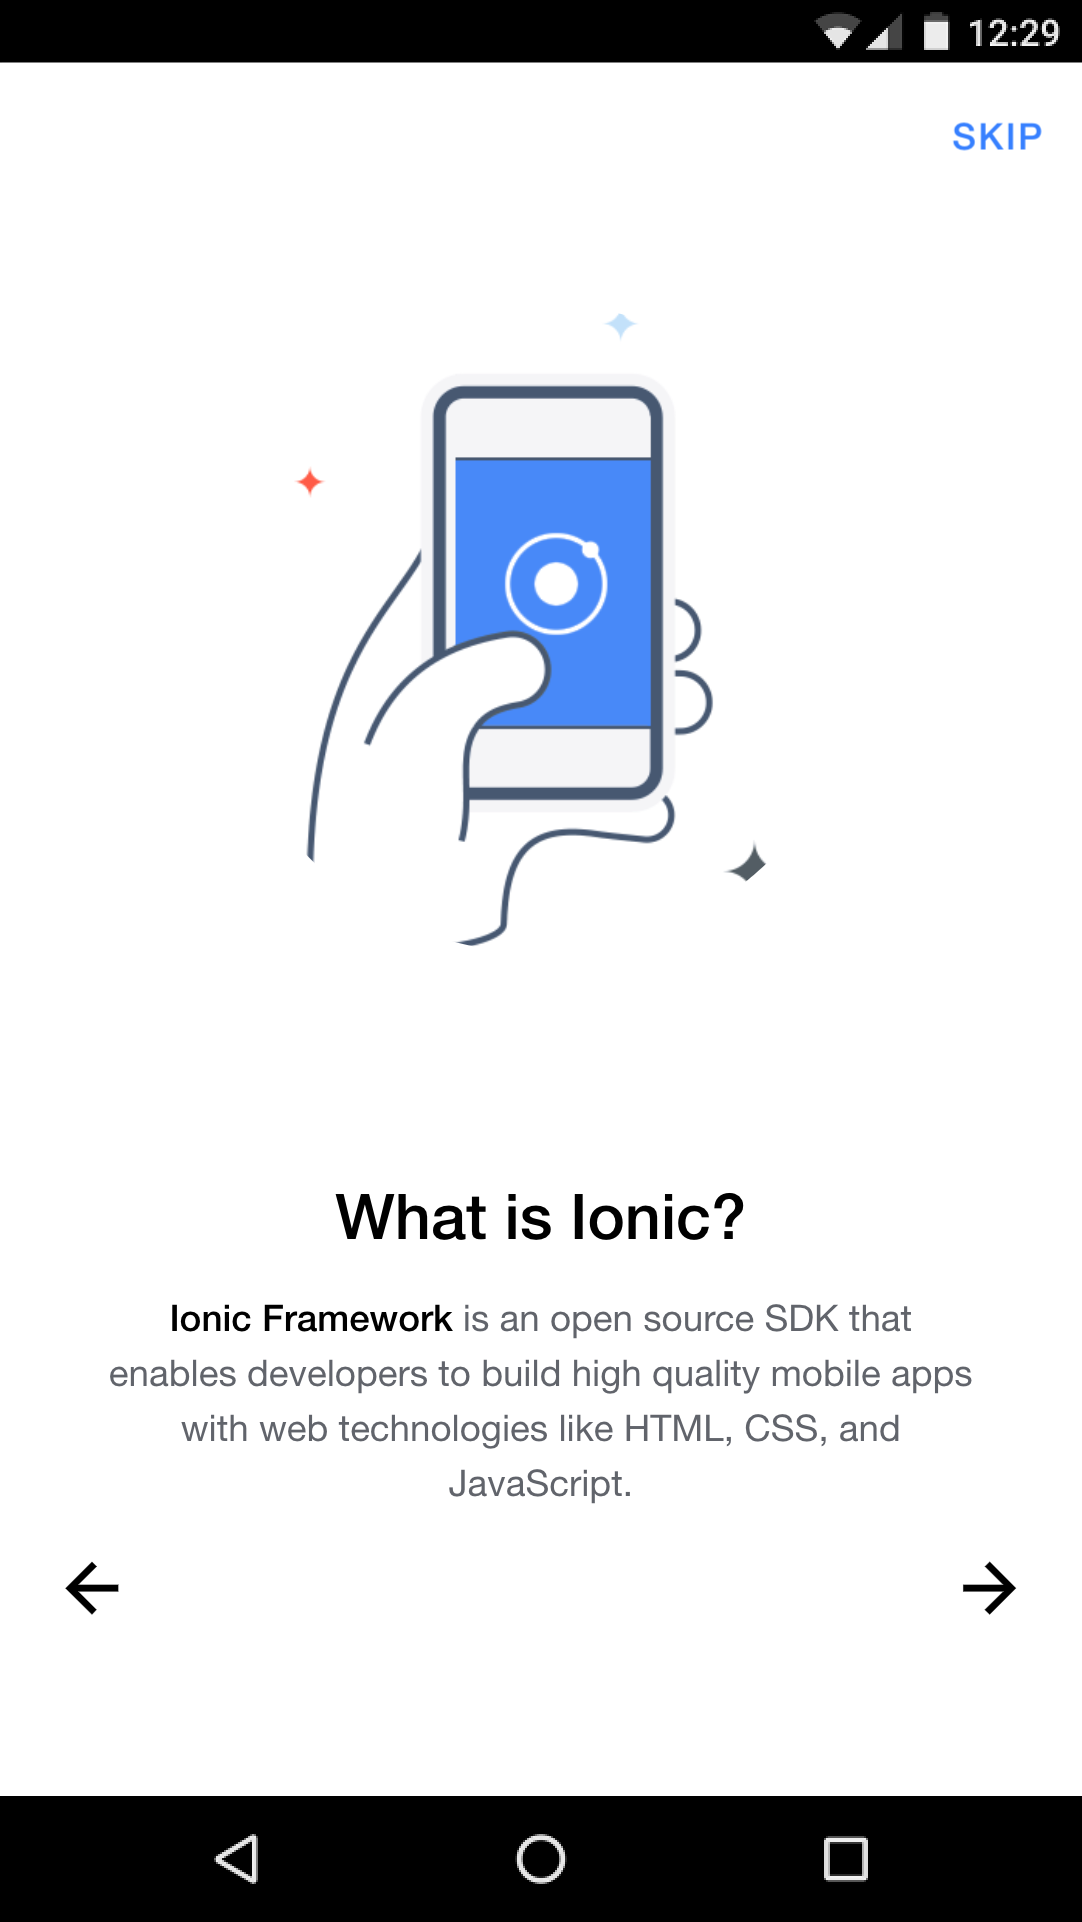 12:29
SKIP
What is Ionic?
Ionic Framework is an open source SDK that
enables developers to build high quality mobile apps
with web technologies like HTML, CSS, and
JavaScript.